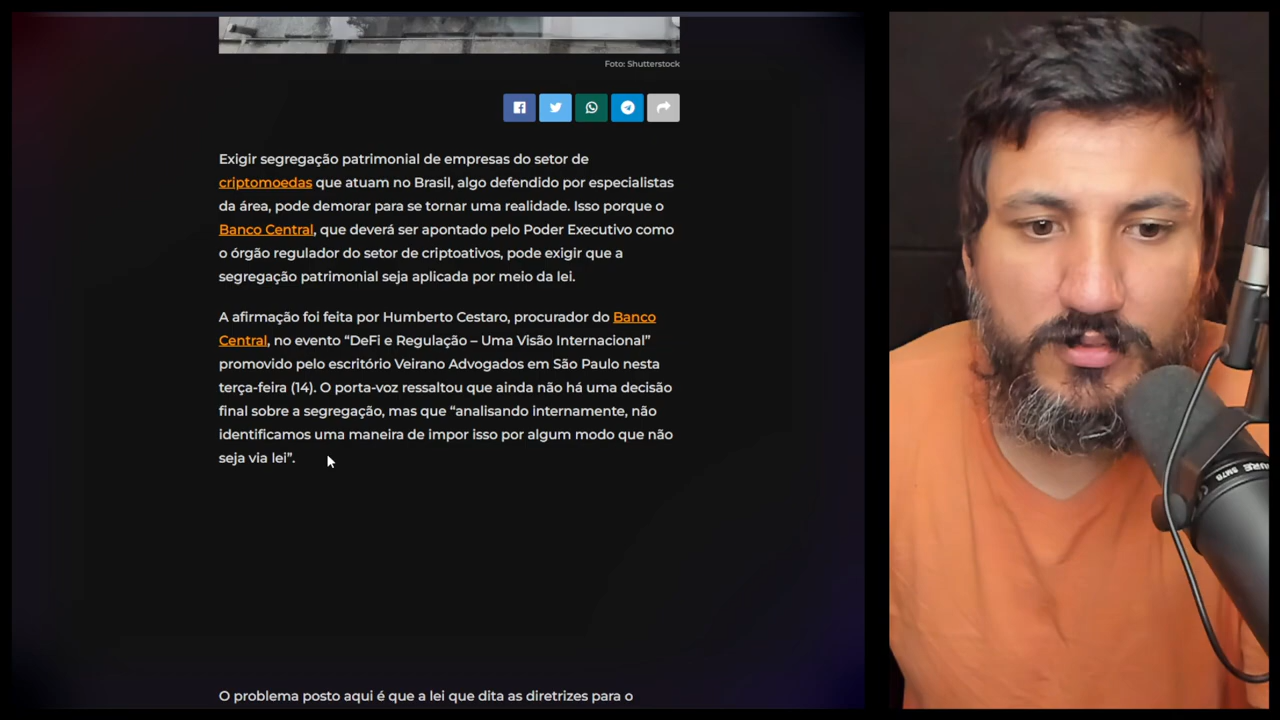 Foto: Shutterstock
Exigir segregação patrimonial de empresas do setor de
criptomoedas que atuam no Brasil, algo defendido por especialistas
da área, pode demorar para se tornar uma realidade. Isso porque o
Banco Central, que deverá ser apontado pelo Poder Executivo como
o órgão regulador do setor de criptoativos, pode exigir que a
segregação patrimonial seja aplicada por meio da lei.
A afirmação foi feita por Humberto Cestaro, procurador do Banco
Central, no evento “DeFi e Regulação – Uma Visão Internacional”
promovido pelo escritório Veirano Advogados em São Paulo nesta
terça-feira (14). O porta-voz ressaltou que ainda não há uma decisão
final sobre a segregação, mas que “analisando internamente, não
identificamos uma maneira de impor isso por algum modo que não
seja via lei”.
O problema posto aqui é que a lei que dita as diretrizes para o
SM7B